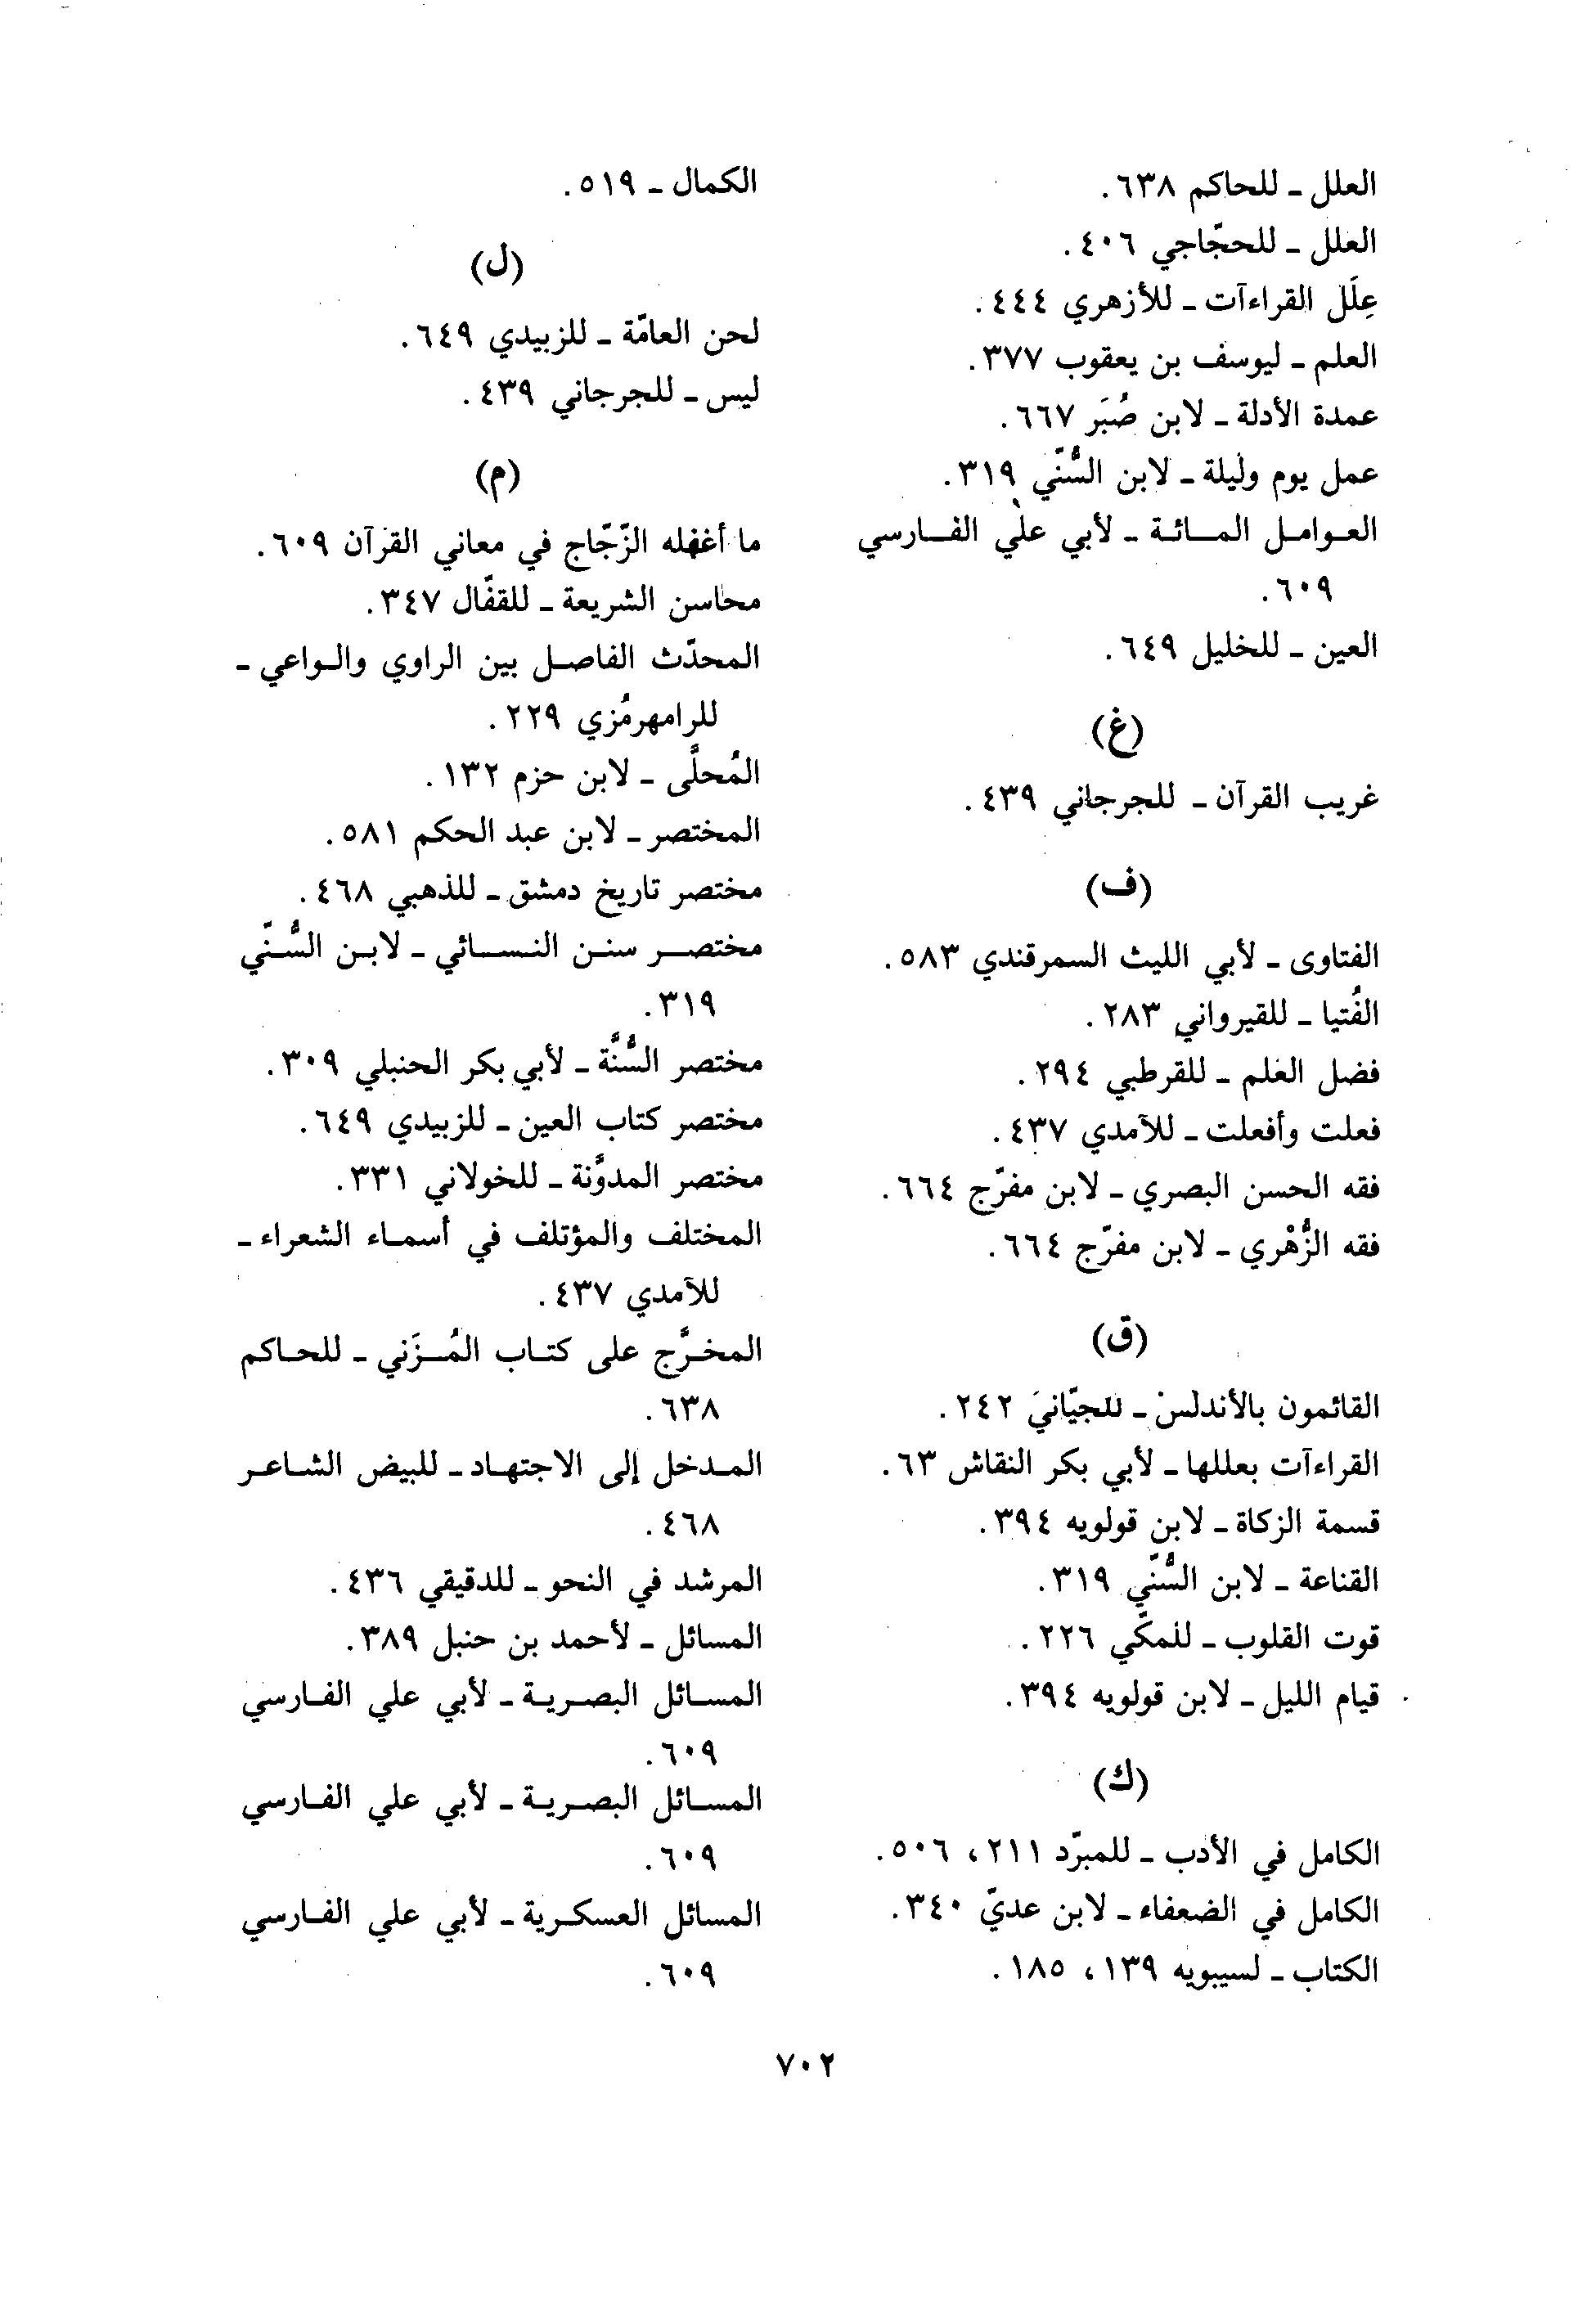 العلل ـ للحاكم ٦٣٨.
العلل ـ للحجّاجي ٤٠٦.
عِلَل القراءآت ـ للأزهري ٤٤٤.
العلم ـ ليوسف بن يعقوب ٣٧٧.
عمدة الأدلة ـ لابن صُبَر ٦٦٧.
عمل يوم وليلة ـ لابن السُّنّي ٣١٩.
العوامل المائة ـ لأبي علي الفارسي
٦٠٩.
العين ـ للخليل ٦٤٩.
(غ)
غريب القرآن ـ للجرجاني ٤٣٩.
(ف)
الفتاوى ـ لأبي الليث السمرقندي ٥٨٣.
الفُتيا ـ للقيرواني ٢٨٣.
فضل العلم ـ للقرطبي ٢٩٤.
فعلت وأفعلت ـ للآمدي ٤٣٧.
فقه الحسن البصري ـ لابن مفرّج ٦٦٤.
فقه الزُّهْري ـ لابن مفرّج ٦٦٤.
(ق)
القائمون بالأندلس ـ للجيّاني ٢٤٢.
القراءآت بعللها ـ لأبي بكر النقاش ٦٣.
قسمة الزكاة ـ لابن قولويه ٣٩٤.
القناعة ـ لابن السُّنّي ٣١٩.
قوت القلوب ـ للمكّي ٢٢٦.
قيام الليل ـ لابن قولويه ٣٩٤.
(ك)
الكامل في الأدب ـ للمبرّد ٢١١، ٥٠٦.
الكامل في الضعفاء ـ لابن عديّ ٣٤٠.
الكتاب ـ لسيبويه ١٣٩، ١٨٥.
الكمال ـ ٥١٩.
(ل)
لحن العامّة ـ للزبيدي ٦٤٩.
ليس ـ للجرجاني ٤٣٩.
(م)
ما أغفله الزّجّاج في معاني القرآن ٦٠٩.
محاسن الشريعة ـ للقفّال ٣٤٧.
المحدّث الفاصل بين الراوي والواعي ـ
للرامهرمُزي ٢٢٩.
المُحلَّى ـ لابن حزم ١٣٢.
المختصر ـ لابن عبد الحكم ٥٨١.
مختصر تاريخ دمشق ـ للذهبي ٤٦٨.
مختصر سنن النسائي ـ لابن السُّنّي
٣١٩.
مختصر السُّنَّة ـ لأبي بكر الحنبلي ٣٠٩.
مختصر كتاب العين ـ للزبيدي ٦٤٩.
مختصر المدوَّنة ـ للخولاني ٣٣١.
المختلف والمؤتلف في أسماء الشعراء ـ
للآمدي ٤٣٧.
المخرَّج على كتاب المُزَني ـ للحاكم
٦٣٨.
المدخل إلى الاجتهاد ـ للبيض الشاعر
٤٦٨.
المرشد في النحو ـ للدقيقي ٤٣٦.
المسائل ـ لأحمد بن حنبل ٣٨٩.
المسائل البصرية ـ لأبي علي الفارسي
٦٠٩.
المسائل البصرية ـ لأبي علي الفارسي
٦٠٩.
المسائل العسكرية ـ لأبي علي الفارسي
٦٠٩.
٧٠٢